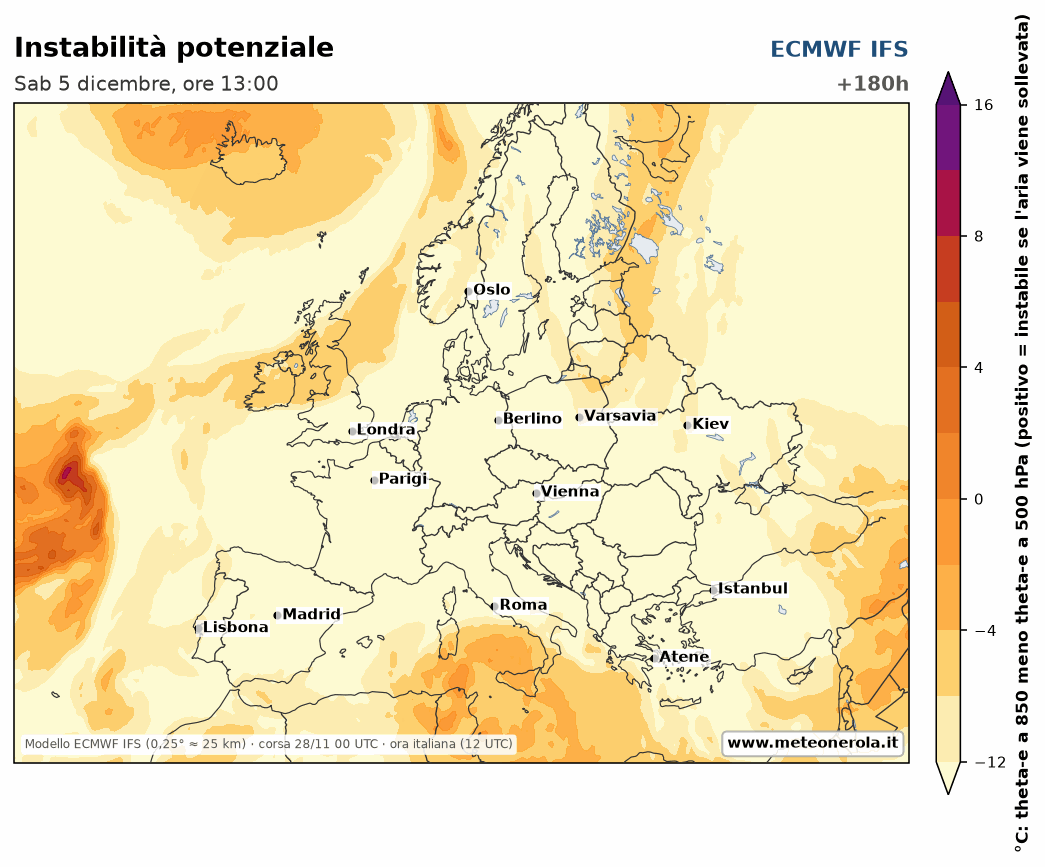 Instabilità potenziale
ECMWF IFS
Sab 5 dicembre, ore 13:00
+180h
Oslo
Berlino
Varsavia
Kiev
Londra
Parigi
Vienna
Istanbul
Roma
Madrid
Lisbona
Atene
Modello ECMWF IFS (0,25° ≈ 25 km) · corsa 28/11 00 UTC · ora italiana (12 UTC)
www.meteonerola.it
16
8
4
0
−4
−12
°C: theta-e a 850 meno theta-e a 500 hPa (positivo = instabile se l'aria viene sollevata)